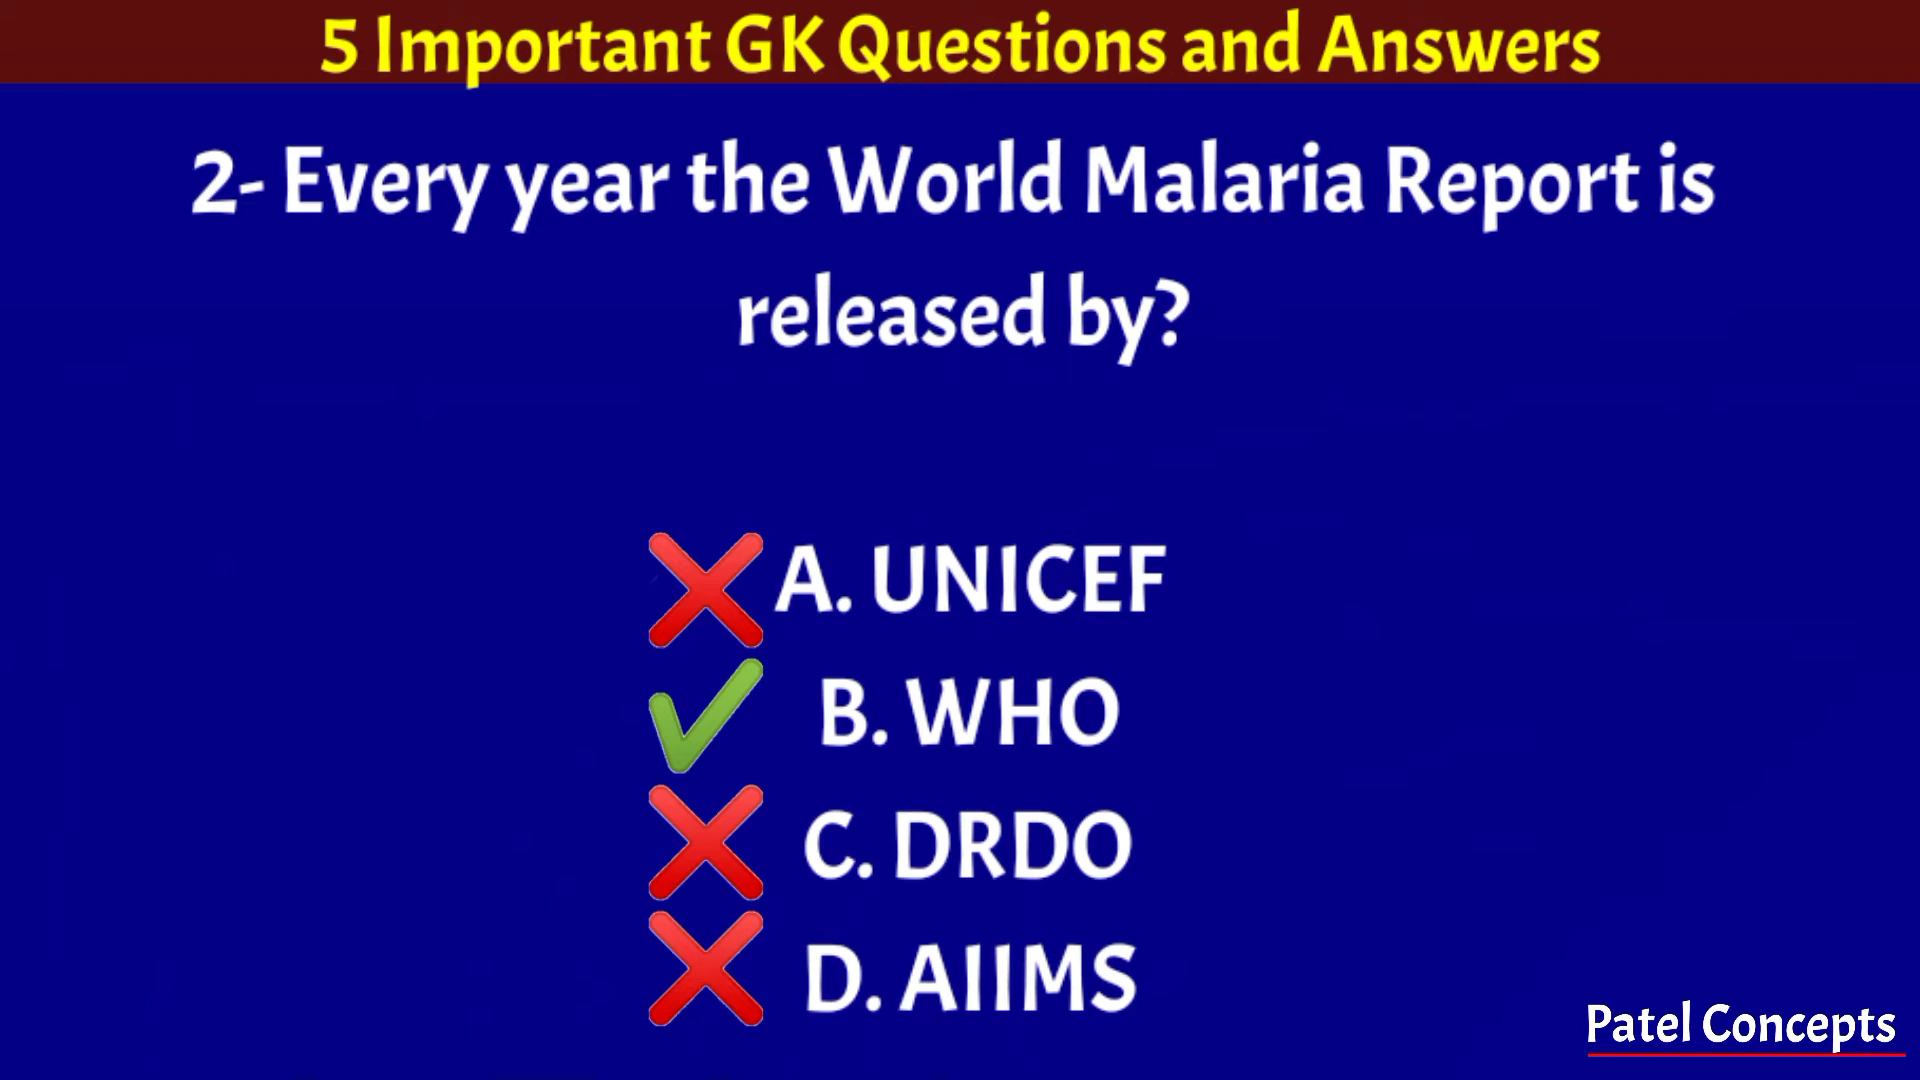 5 Important GK Questions and Answers
2- Every year the World Malaria Report is
released by?
A. UNICEF
B. WHO
C. DRDO
D. AIIMS
Patel Concepts